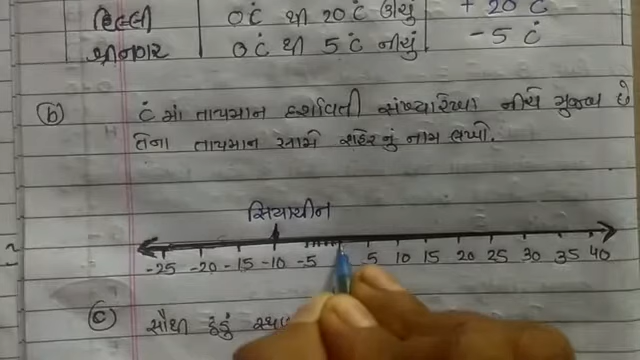 દિલ્લી 0°C થી 20°C ઊંચું + 20°C
શ્રીનગર 0°C થી 5°C નીચું - 5°C
(b) °C માં તાપમાન દર્શાવતી સંખ્યારેખા નીચે મુજબ છે
તેના તાપમાન સામે શહેરનું નામ લખો.
સિયાચીન
-25 -20 -15 -10 -5 5 10 15 20 25 30 35 40
(c) સૌથી ઠંડું